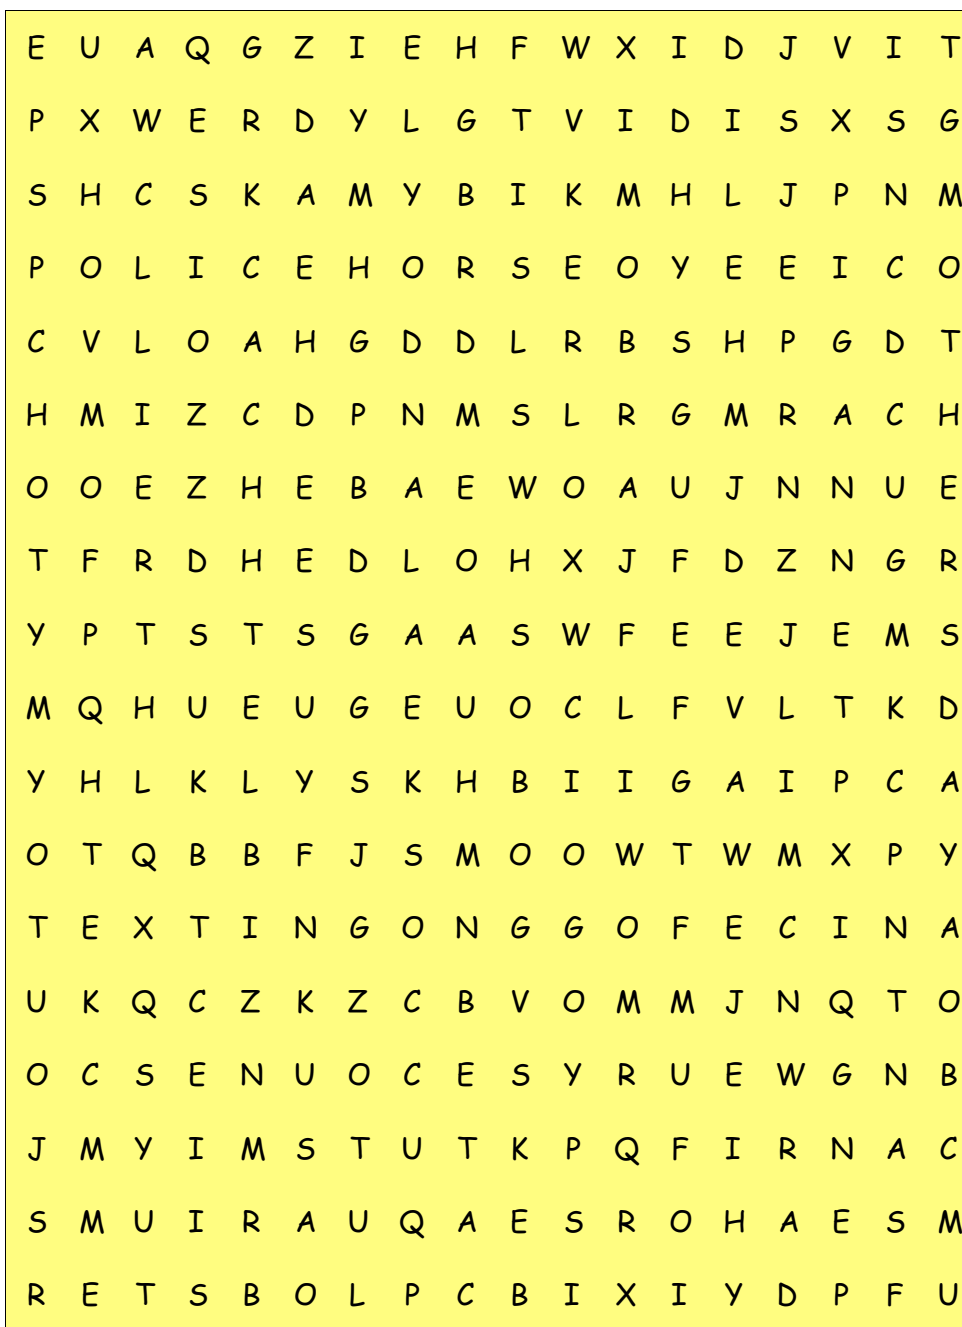 E U A Q G Z I E H F W X I D J V I T
P X W E R D Y L G T V I D I S X S G
S H C S K A M Y B I K M H L J P N M
P O L I C E H O R S E O Y E E I C O
C V L O A H G D D L R B S H P G D T
H M I Z C D P N M S L R G M R A C H
O O E Z H E B A E W O A U J N N U E
T F R D H E D L O H X J F D Z N G R
Y P T S T S G A A S W F E E J E M S
M Q H U E U G E U O C L F V L T K D
Y H L K L Y S K H B I I G A I P C A
O T Q B B F J S M O O W T W M X P Y
T E X T I N G O N G G O F E C I N A
U K Q C Z K Z C B V O M M J N Q T O
O C S E N U O C E S Y R U E W G N B
J M Y I M S T U T K P Q F I R N A C
S M U I R A U Q A E S R O H A E S M
R E T S B O L P C B I X I Y D P F U